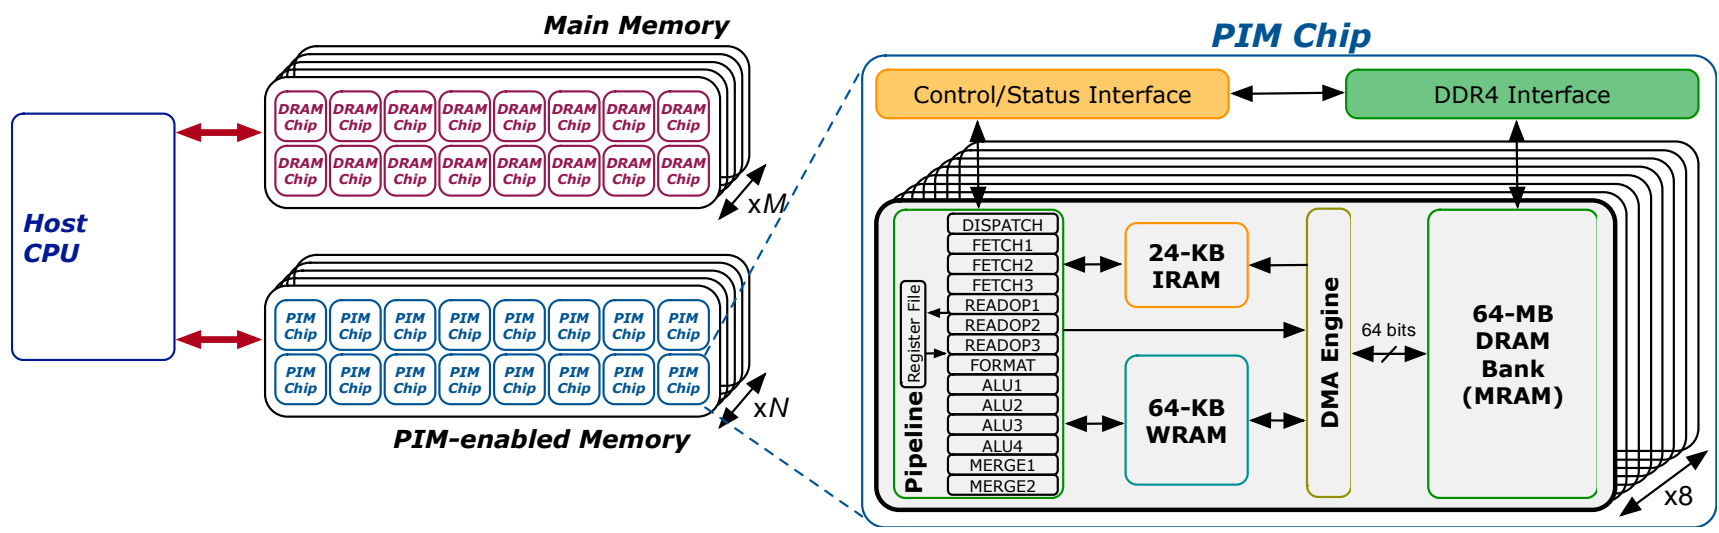 Main Memory
DRAM DRAM DRAM DRAM DRAM DRAM DRAM DRAM
Chip Chip Chip Chip Chip Chip Chip Chip
DRAM DRAM DRAM DRAM DRAM DRAM DRAM DRAM
Chip Chip Chip Chip Chip Chip Chip Chip
xM
Host
CPU
PIM PIM PIM PIM PIM PIM PIM PIM
Chip Chip Chip Chip Chip Chip Chip Chip
PIM PIM PIM PIM PIM PIM PIM PIM
Chip Chip Chip Chip Chip Chip Chip Chip
xN
PIM-enabled Memory
PIM Chip
Control/Status Interface
DDR4 Interface
Pipeline
Register File
DISPATCH
FETCH1
FETCH2
FETCH3
READOP1
READOP2
READOP3
FORMAT
ALU1
ALU2
ALU3
ALU4
MERGE1
MERGE2
24-KB
IRAM
64-KB
WRAM
DMA Engine
64 bits
64-MB
DRAM
Bank
(MRAM)
x8